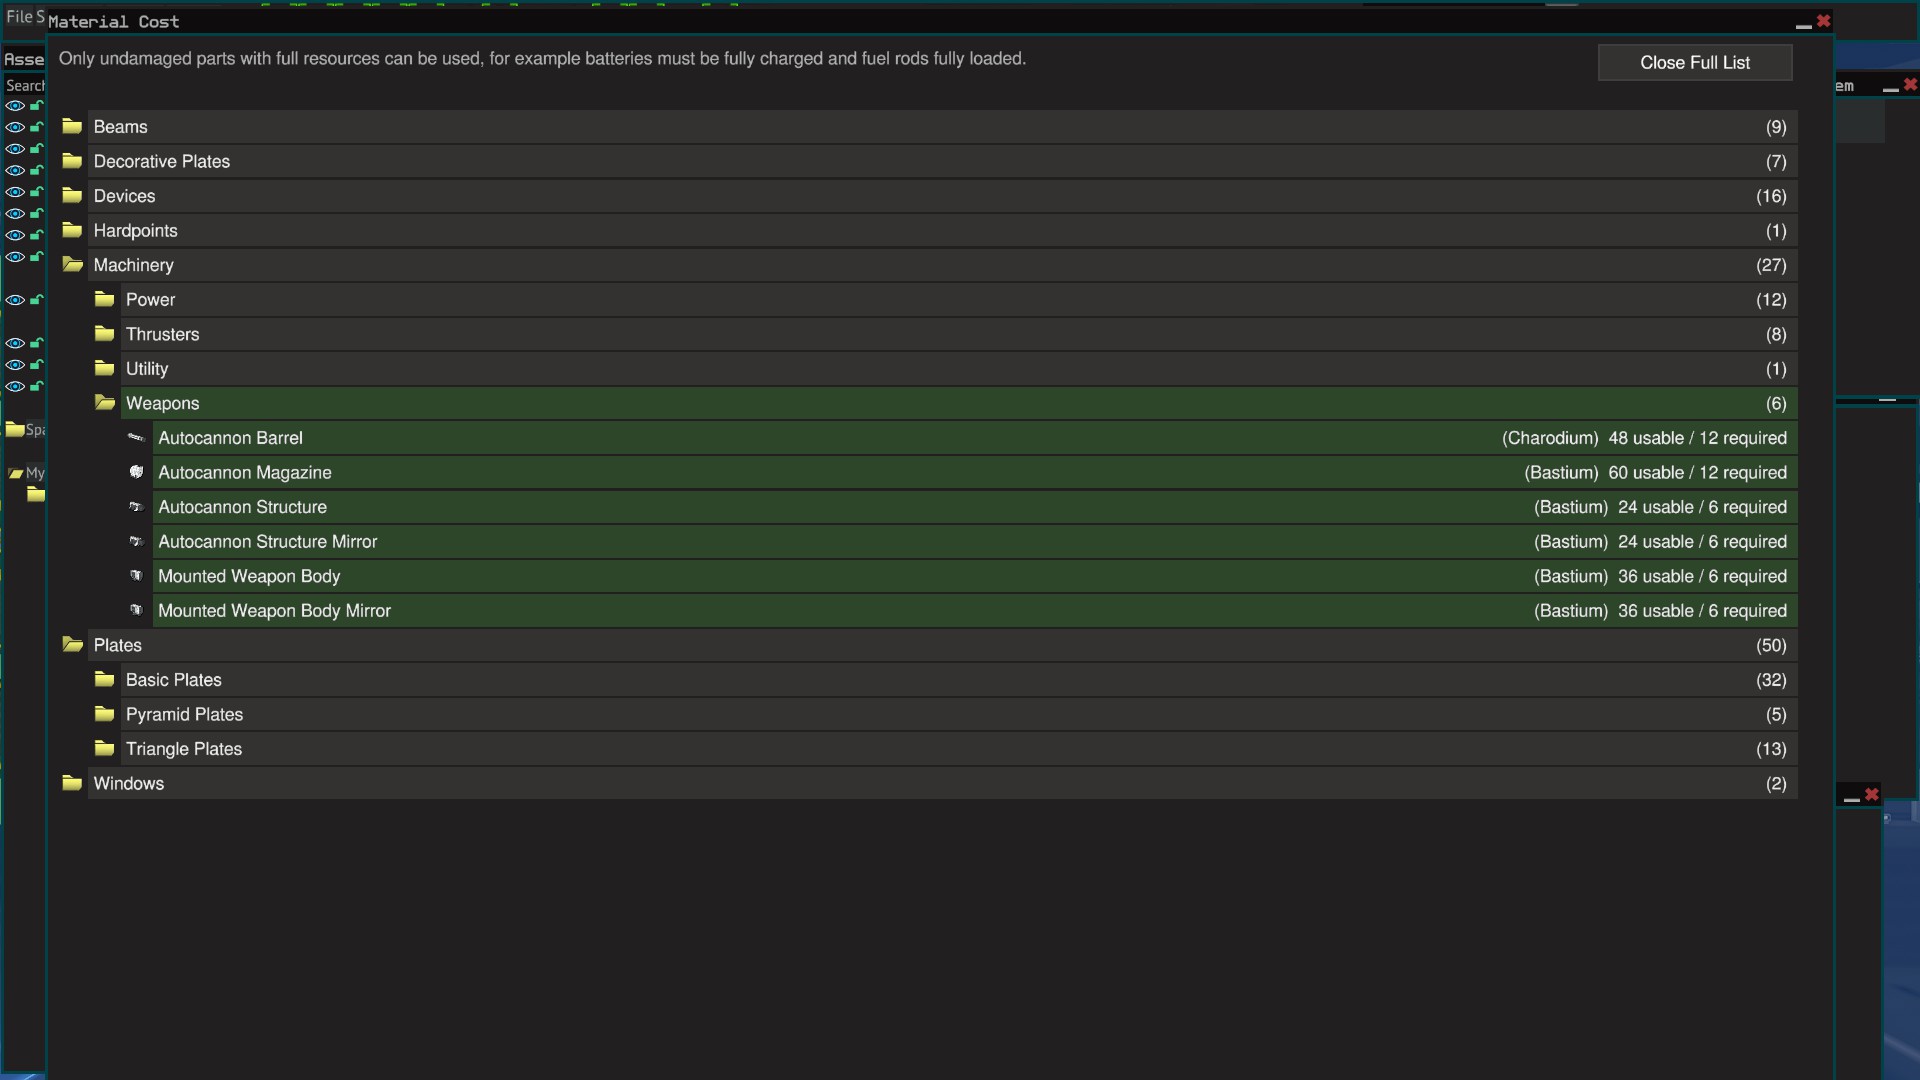 File S
Material Cost
Asse
Only undamaged parts with full resources can be used, for example batteries must be fully charged and fuel rods fully loaded.
Close Full List
Search
em
Beams (9)
Decorative Plates (7)
Devices (16)
Hardpoints (1)
Machinery (27)
Power (12)
Thrusters (8)
Utility (1)
Weapons (6)
Autocannon Barrel (Charodium) 48 usable / 12 required
Spa
Autocannon Magazine (Bastium) 60 usable / 12 required
My
Autocannon Structure (Bastium) 24 usable / 6 required
Autocannon Structure Mirror (Bastium) 24 usable / 6 required
Mounted Weapon Body (Bastium) 36 usable / 6 required
Mounted Weapon Body Mirror (Bastium) 36 usable / 6 required
Plates (50)
Basic Plates (32)
Pyramid Plates (5)
Triangle Plates (13)
Windows (2)